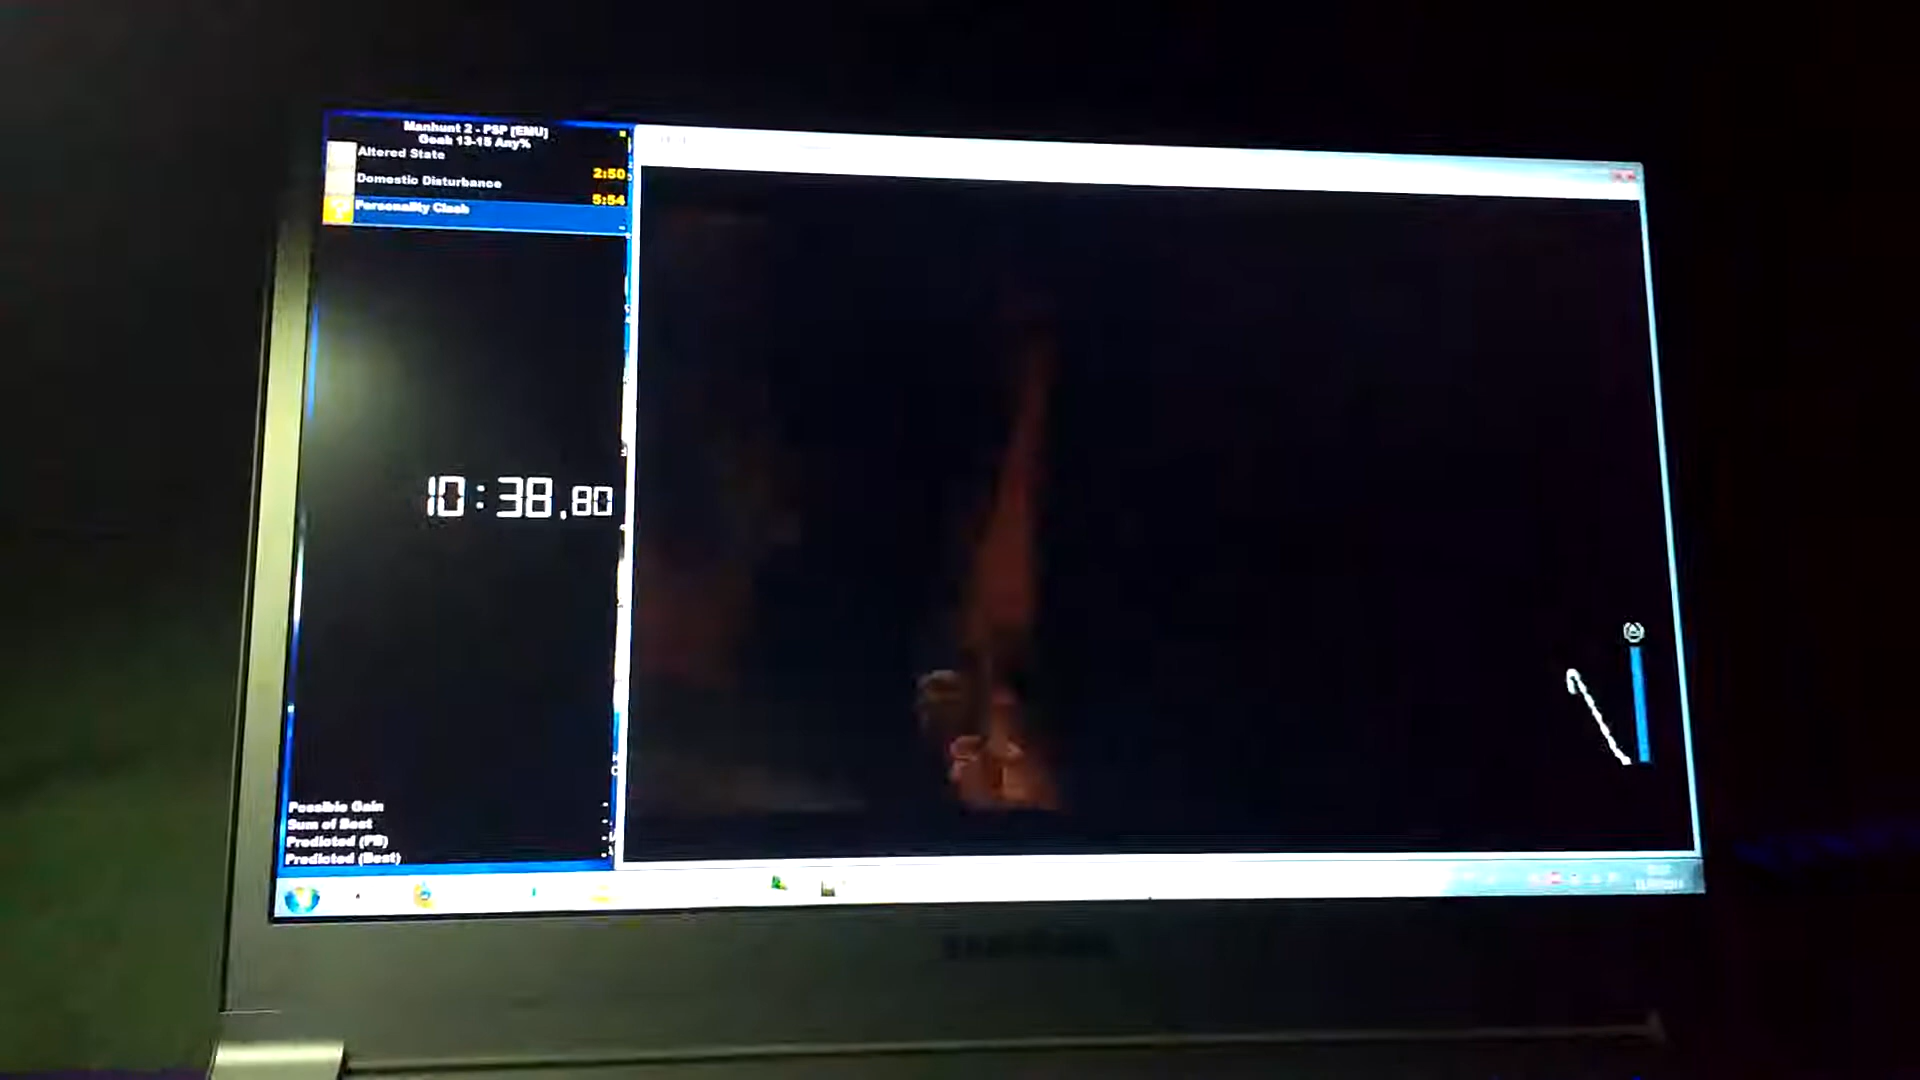 Manhunt 2 - PSP [EMU]
Goal: 13-15 Any%
Altered State
2:50
Domestic Disturbance
5:54
Personality Clash
-
10:38.80
Possible Gain -
Sum of Best -
Predicted (PB) -
Predicted (Best) -